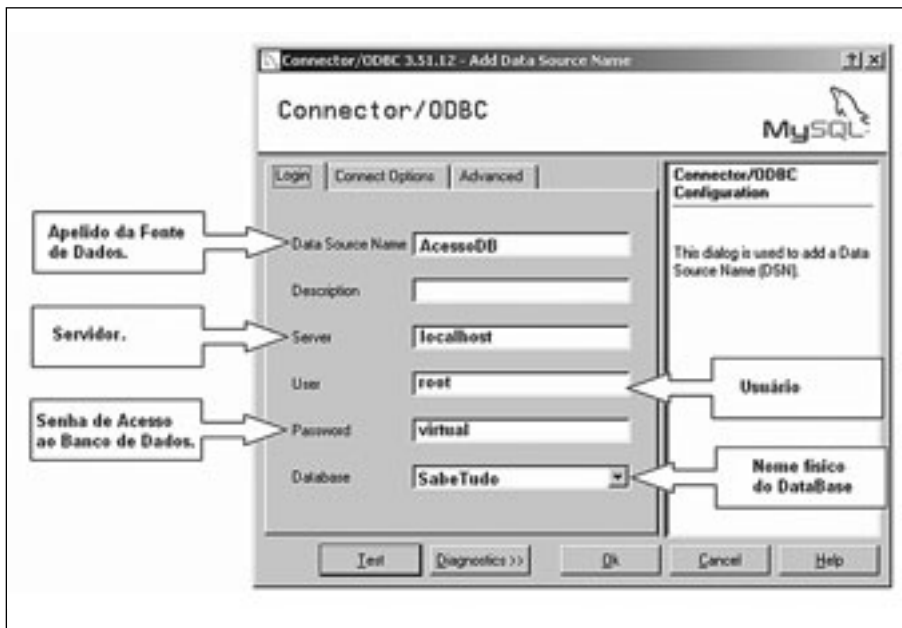 Connector/ODBC 3.51.12 - Add Data Source Name
Connector/ODBC
MySQL
Login
Connect Options
Advanced
Connector/ODBC
Configuration
This dialog is used to add a Data
Source Name (DSN).
Apelido da Fonte
de Dados.
Data Source Name
AcessoDB
Description
Servidor.
Server
localhost
User
root
Usuário
Senha de Acesso
ao Banco de Dados.
Password
virtual
Database
SabeTudo
Nome físico
do DataBase
Test
Diagnostics >>
Ok
Cancel
Help